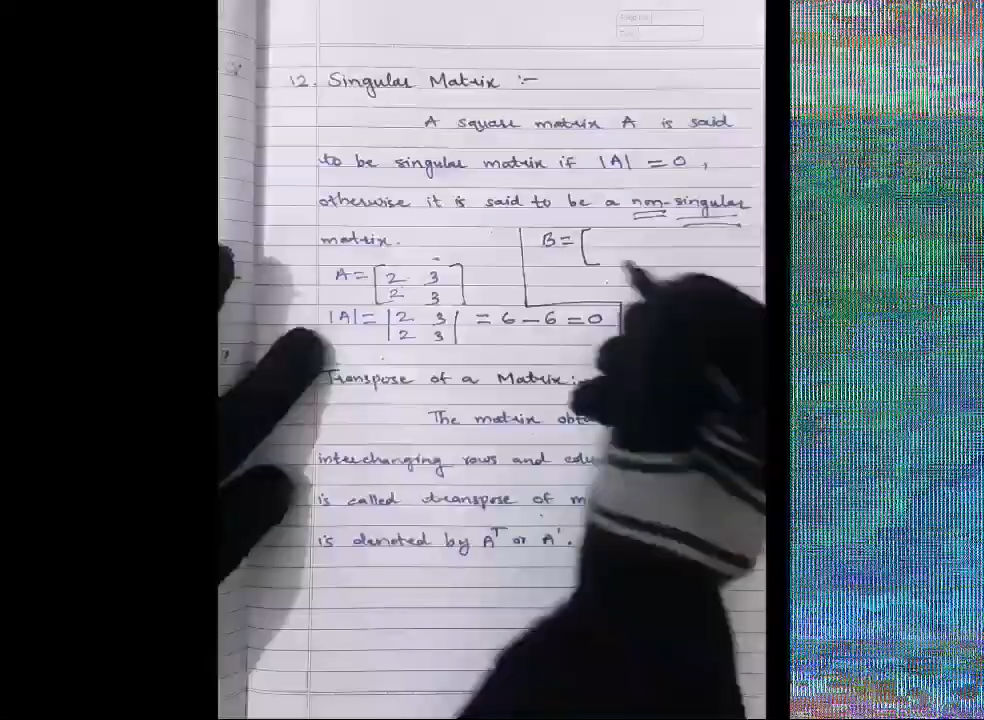 12. Singular Matrix :-
A square matrix A is said
to be singular matrix if |A| = 0,
otherwise it is said to be a non-singular
matrix.
B = [
A = [2 3
2 3]
|A| = |2 3
2 3| = 6 - 6 = 0
Transpose of a Matrix:-
The matrix
interchanging rows and
is called transpose of
is denoted by Aᵀ or A'.